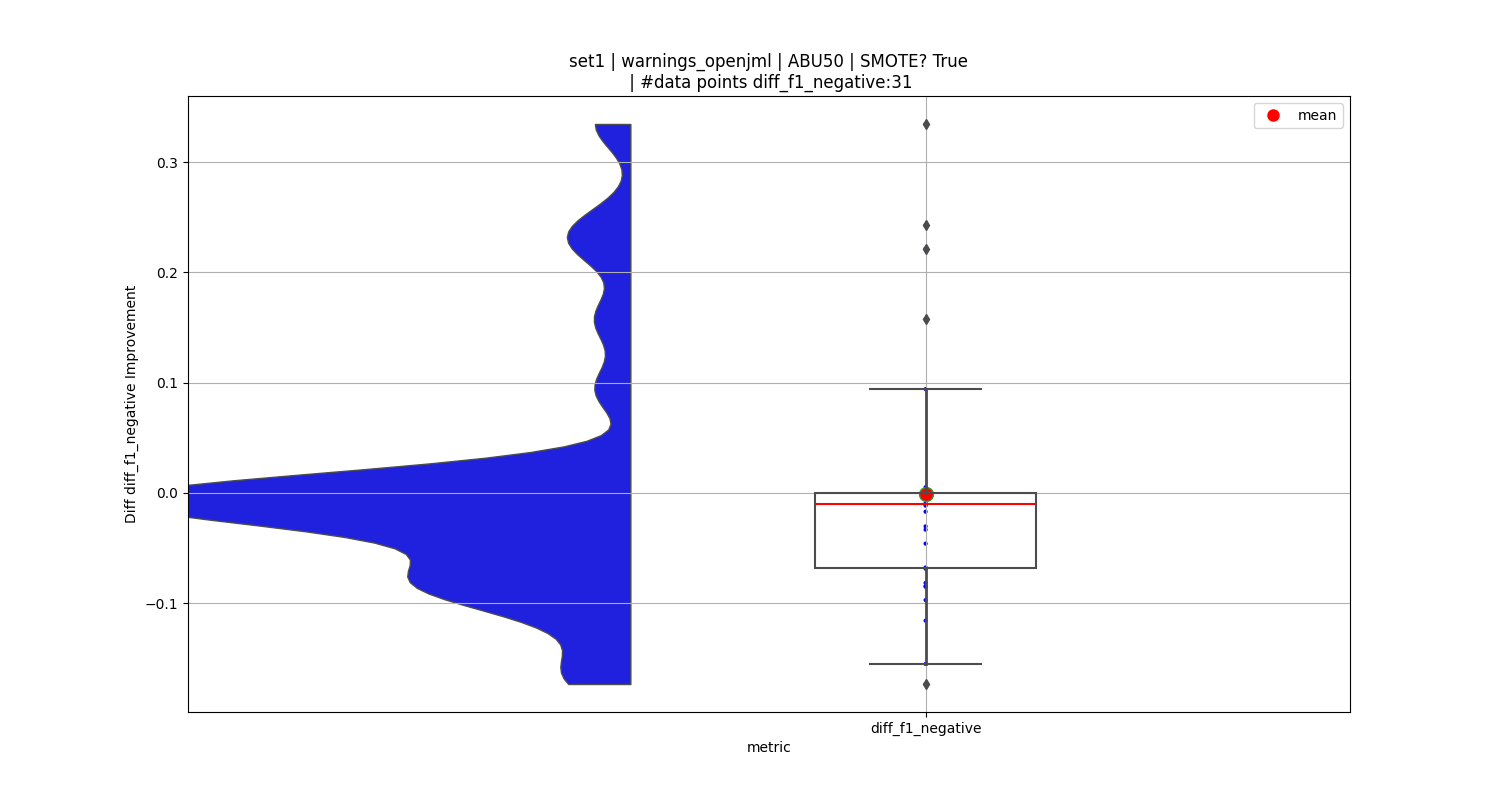 set1 | warnings_openjml | ABU50 | SMOTE? True
| #data points diff_f1_negative:31
mean
0.3
0.2
0.1
0.0
−0.1
Diff diff_f1_negative Improvement
diff_f1_negative
metric